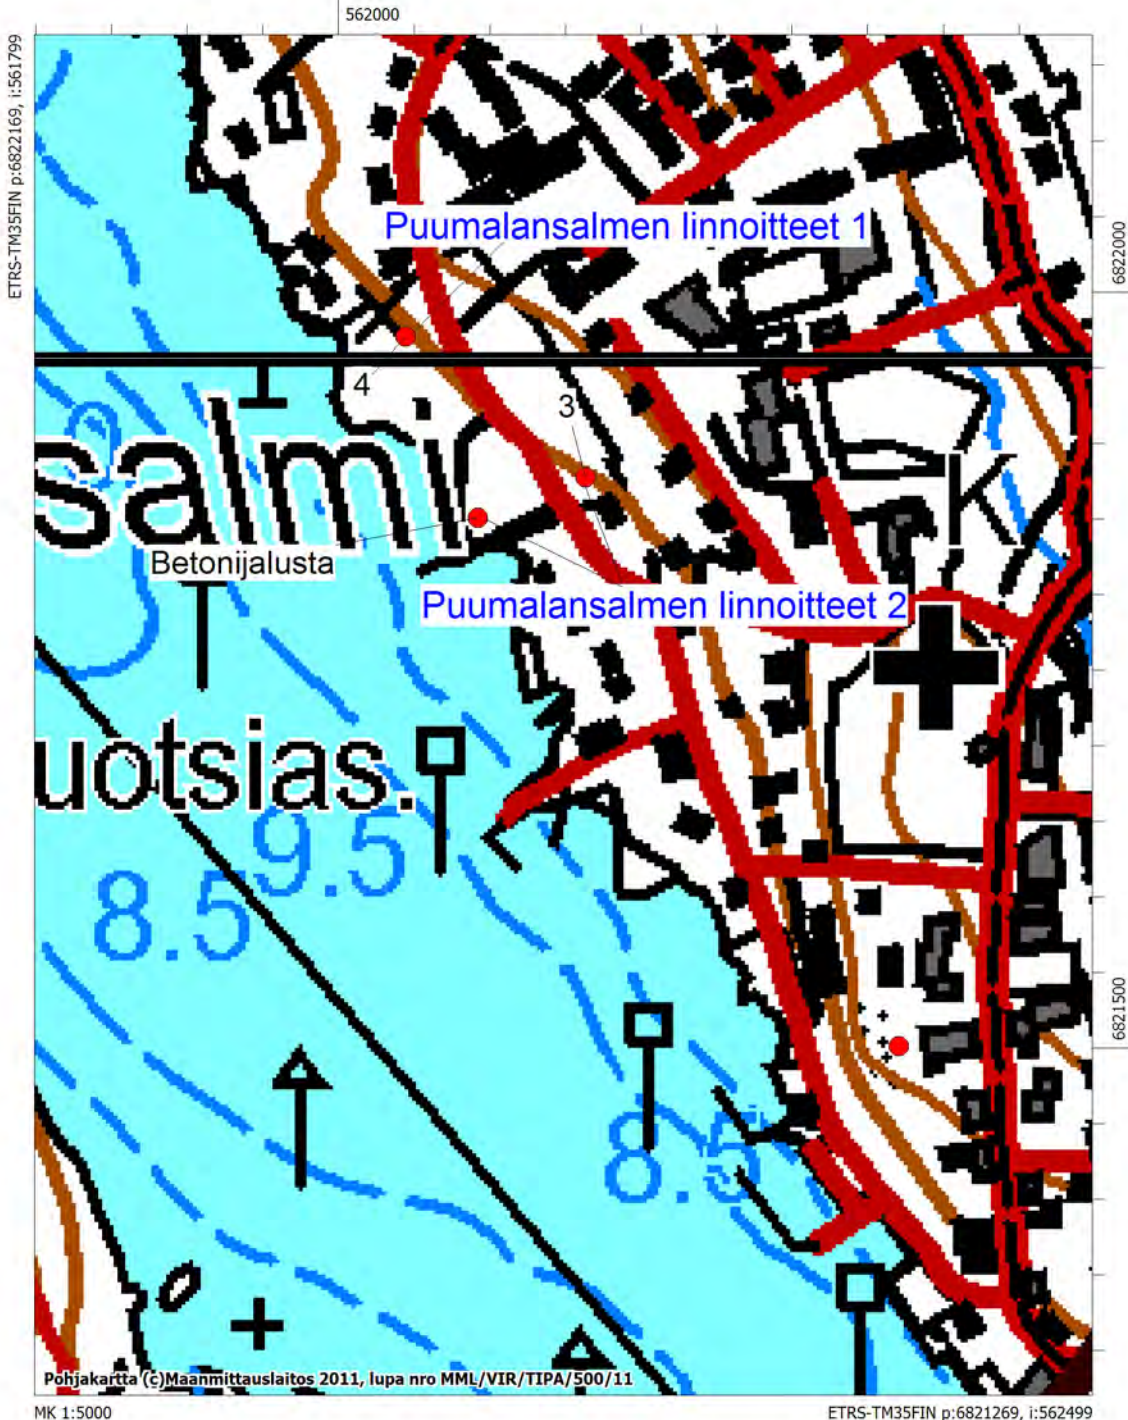 562000
ETRS-TM35FIN p:6822169, i:561799
Puumalansalmen linnoitteet 1
6822000
4
3
salmi
Betonijalusta
Puumalansalmen linnoitteet 2
uotsias.
9.5
8.5
6821500
8.5
Pohjakartta (c)Maanmittauslaitos 2011, lupa nro MML/VIR/TIPA/500/11
MK 1:5000
ETRS-TM35FIN p:6821269, i:562499